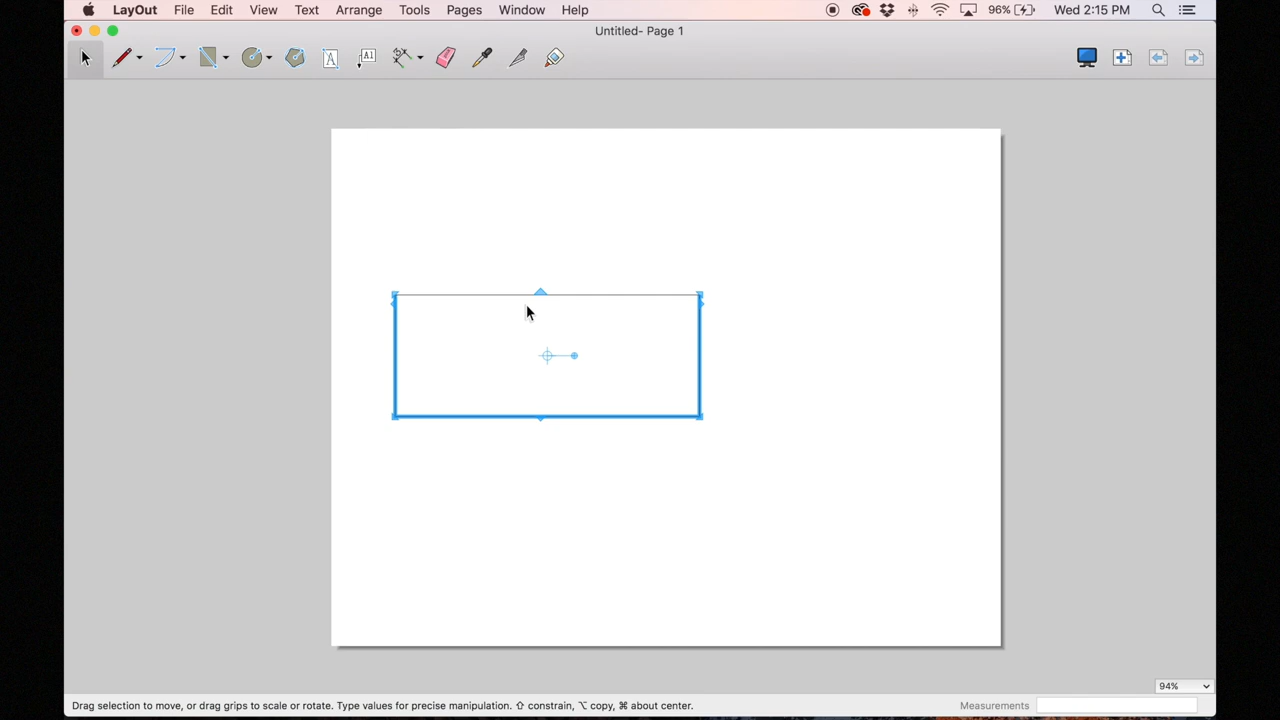 LayOut File Edit View Text Arrange Tools Pages Window Help 96% Wed 2:15 PM
Untitled- Page 1
A A1
94%
Drag selection to move, or drag grips to scale or rotate. Type values for precise manipulation. ⇧ constrain, ⌥ copy, ⌘ about center. Measurements